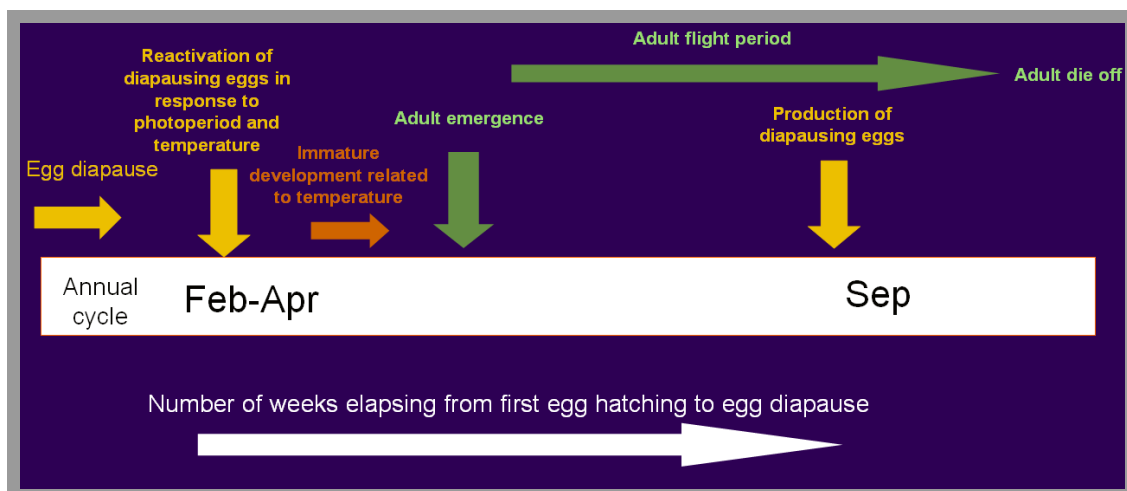 Adult flight period
Adult die off
Reactivation of
diapausing eggs in
response to
photoperiod and
temperature
Adult emergence
Production of
diapausing eggs
Egg diapause
Immature
development related
to temperature
Annual
cycle
Feb-Apr
Sep
Number of weeks elapsing from first egg hatching to egg diapause